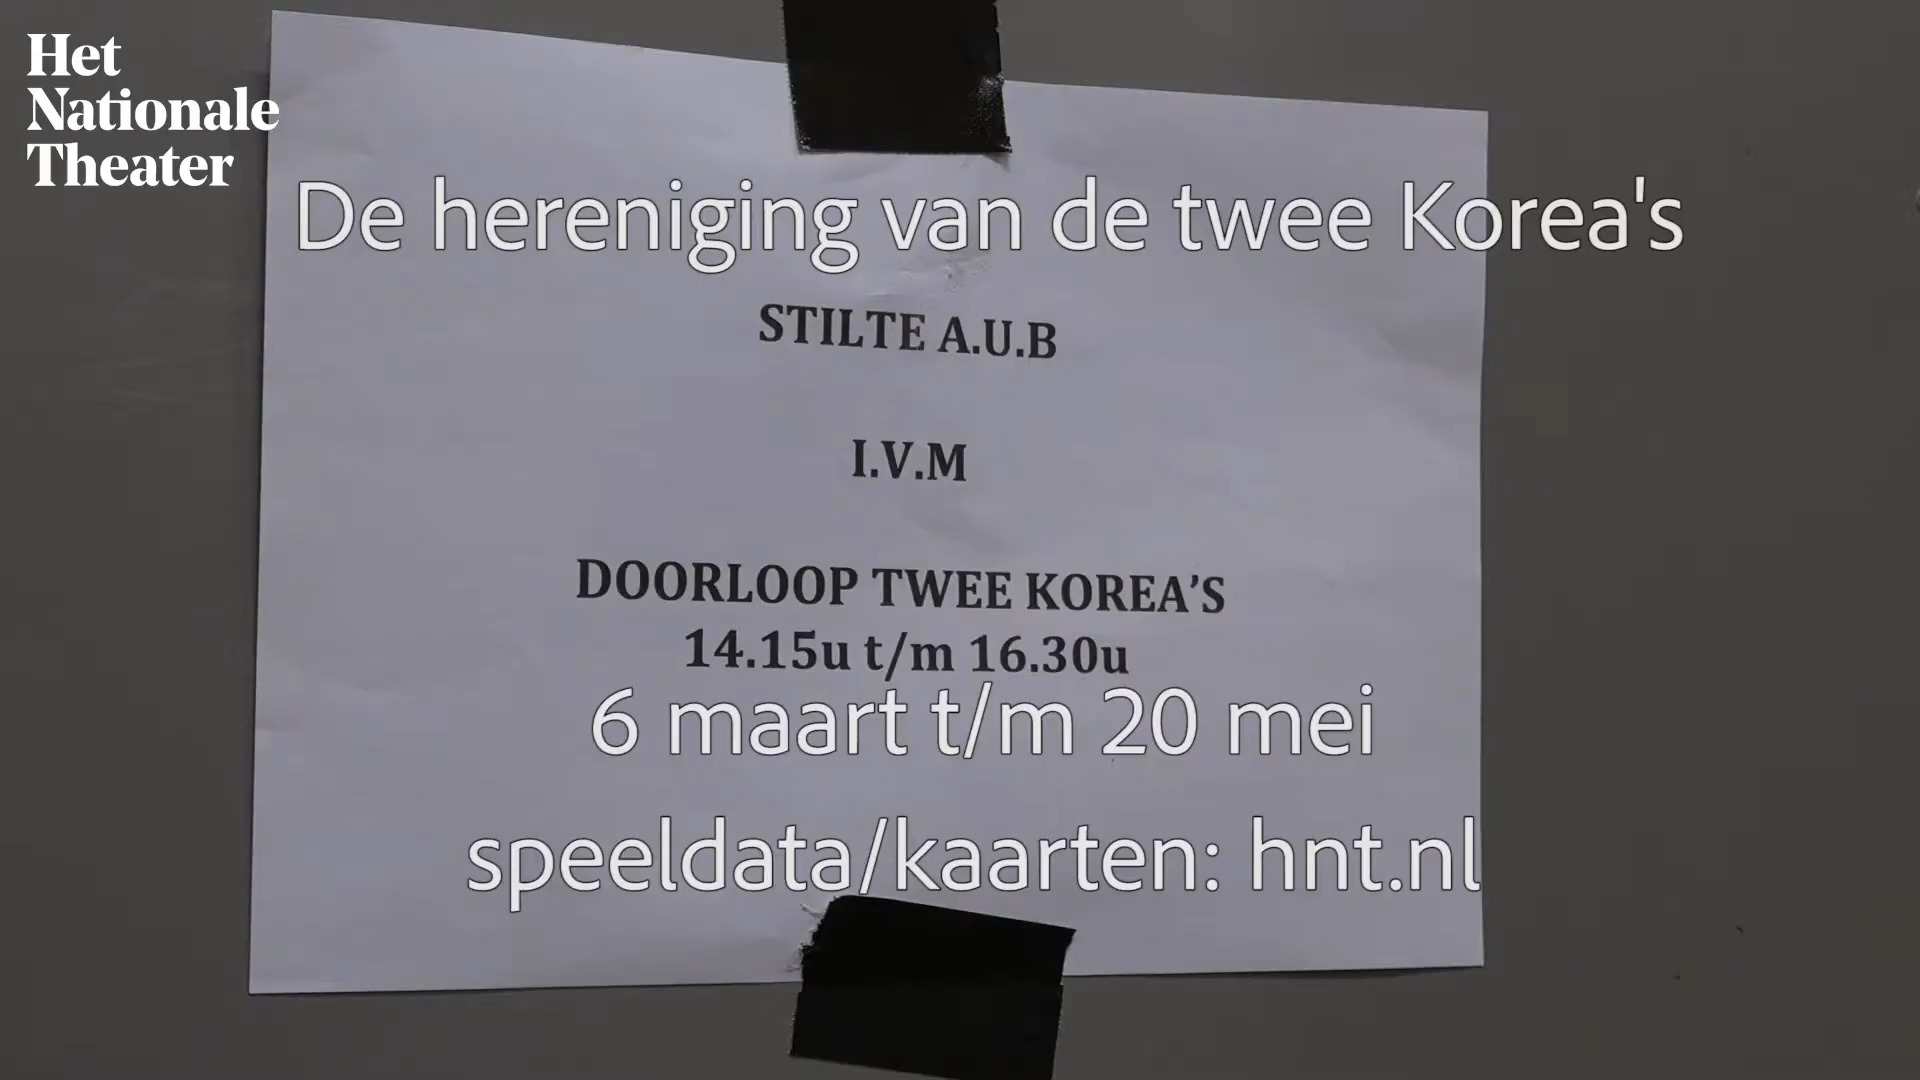 Het
Nationale
Theater
De hereniging van de twee Korea's
STILTE A.U.B
I.V.M
DOORLOOP TWEE KOREA’S
14.15u t/m 16.30u
6 maart t/m 20 mei
speeldata/kaarten: hnt.nl